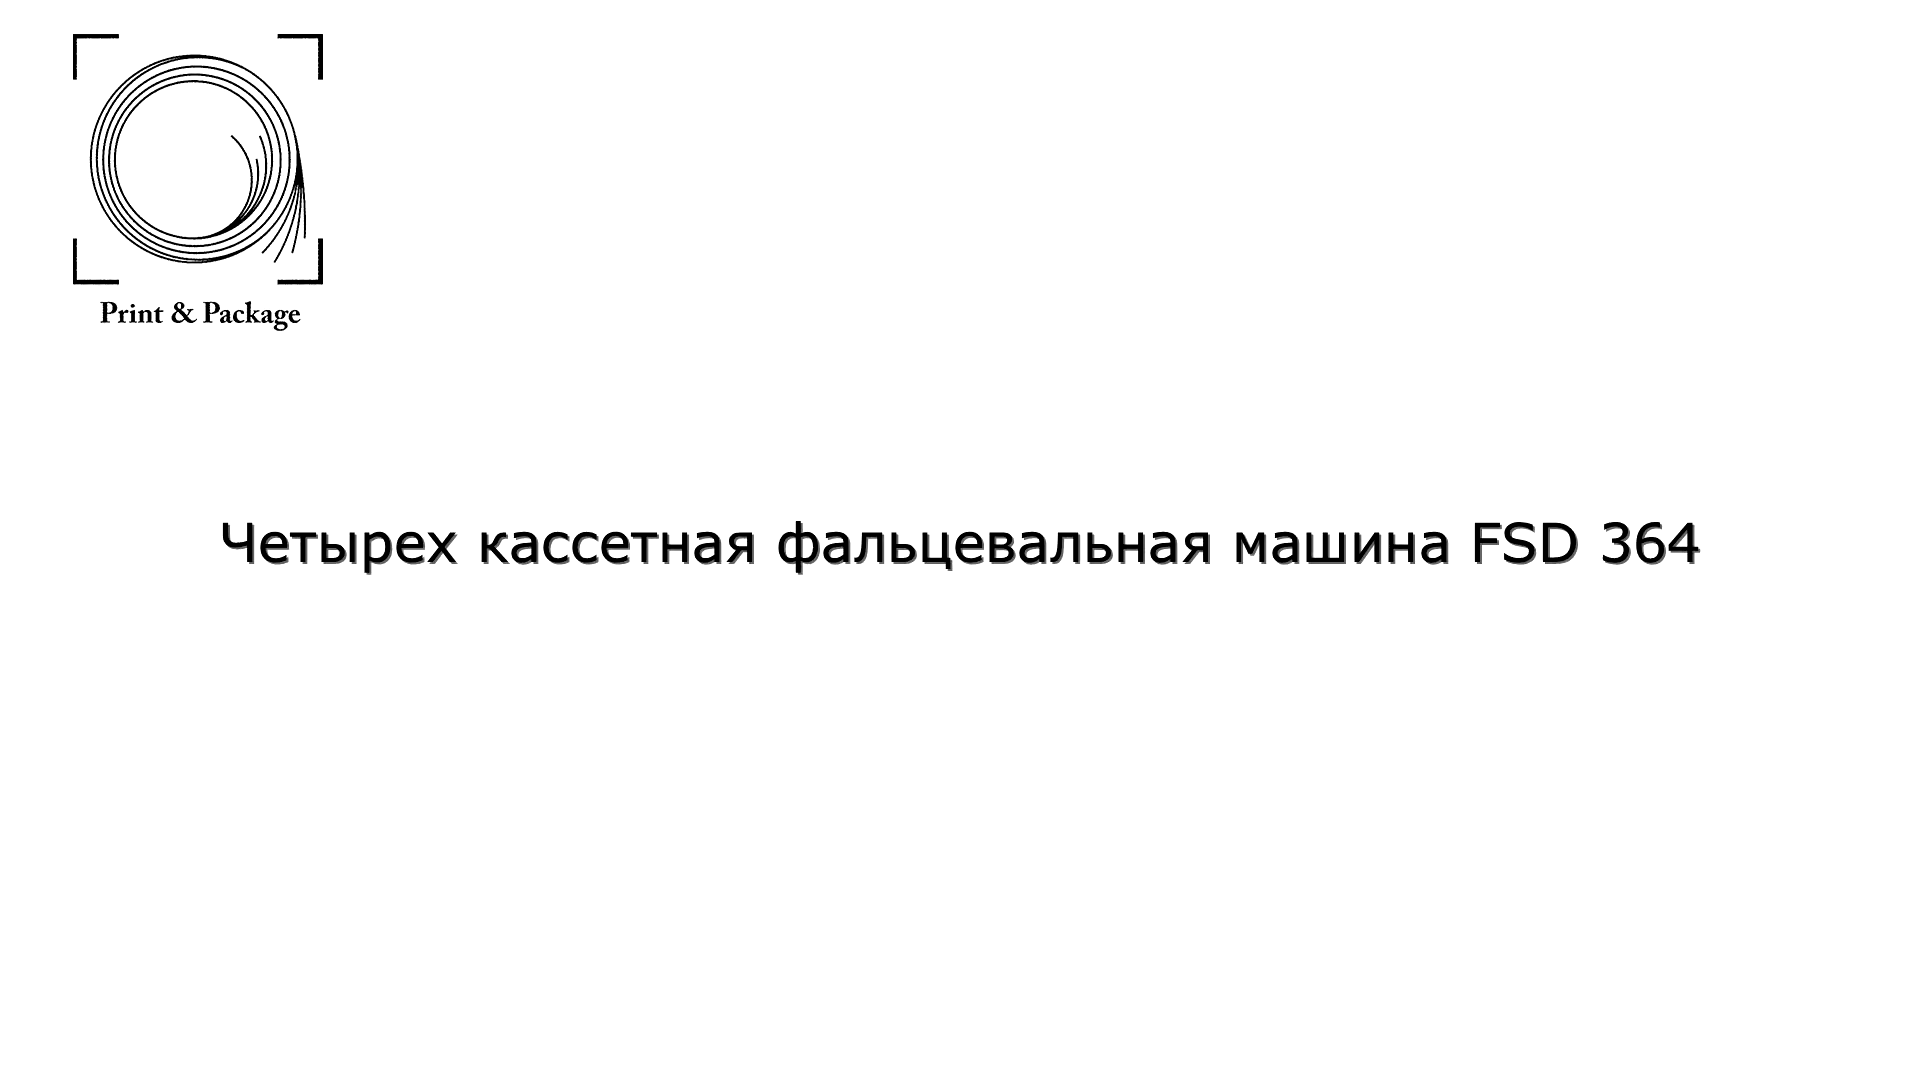 Print & Package
Четырех кассетная фальцевальная машина FSD 364